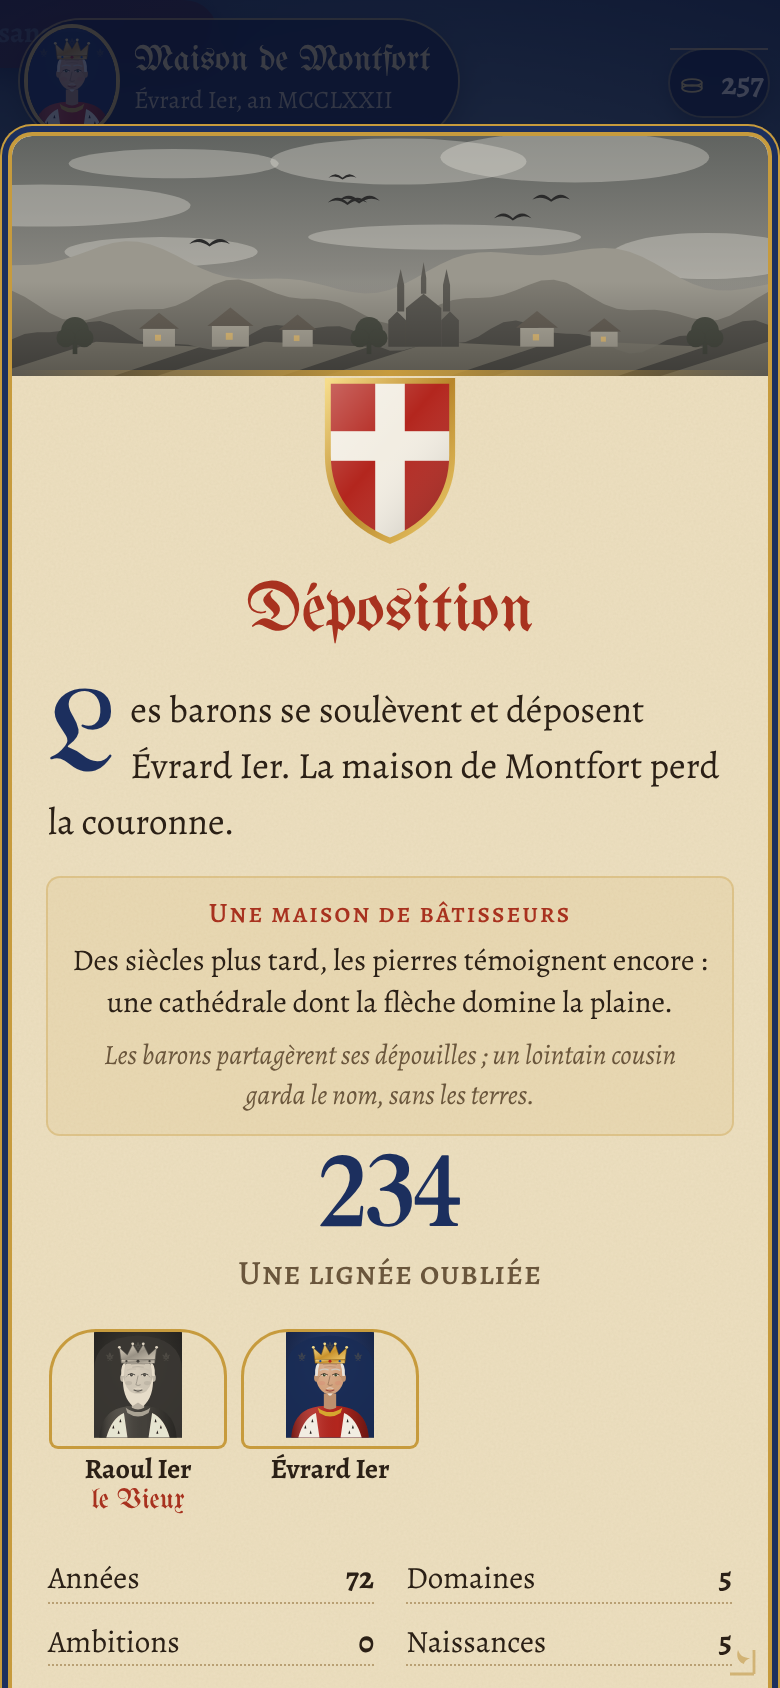 Maison de Montfort
Évrard Ier, an MCCLXXII
257
Déposition
Les barons se soulèvent et déposent
Évrard Ier. La maison de Montfort perd
la couronne.
Une maison de bâtisseurs
Des siècles plus tard, les pierres témoignent encore :
une cathédrale dont la flèche domine la plaine.
Les barons partagèrent ses dépouilles ; un lointain cousin
garda le nom, sans les terres.
234
Une lignée oubliée
Raoul Ier
le Vieux
Évrard Ier
Années 72
Domaines 5
Ambitions 0
Naissances 5